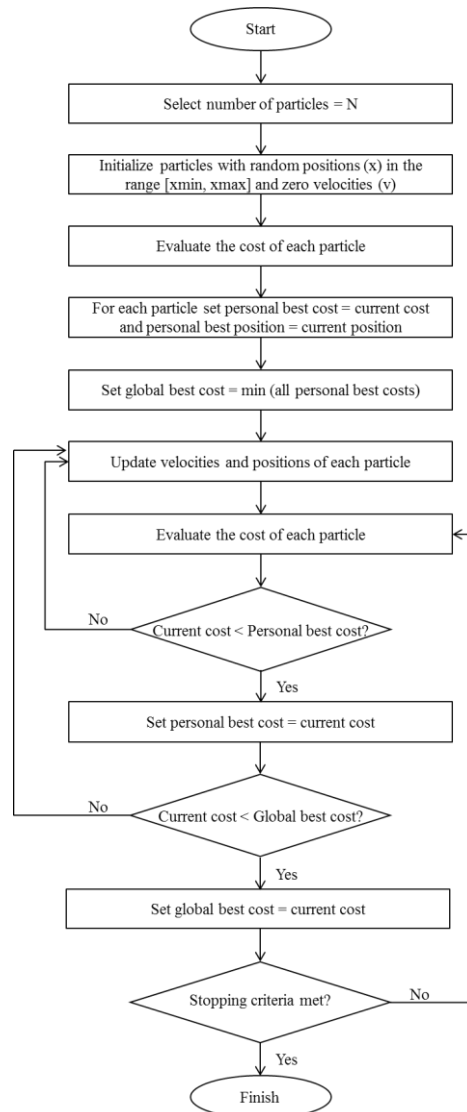 Start
Select number of particles = N
Initialize particles with random positions (x) in the
range [xmin, xmax] and zero velocities (v)
Evaluate the cost of each particle
For each particle set personal best cost = current cost
and personal best position = current position
Set global best cost = min (all personal best costs)
Update velocities and positions of each particle
Evaluate the cost of each particle
No
Current cost < Personal best cost?
Yes
Set personal best cost = current cost
No
Current cost < Global best cost?
Yes
Set global best cost = current cost
Stopping criteria met?
No
Yes
Finish